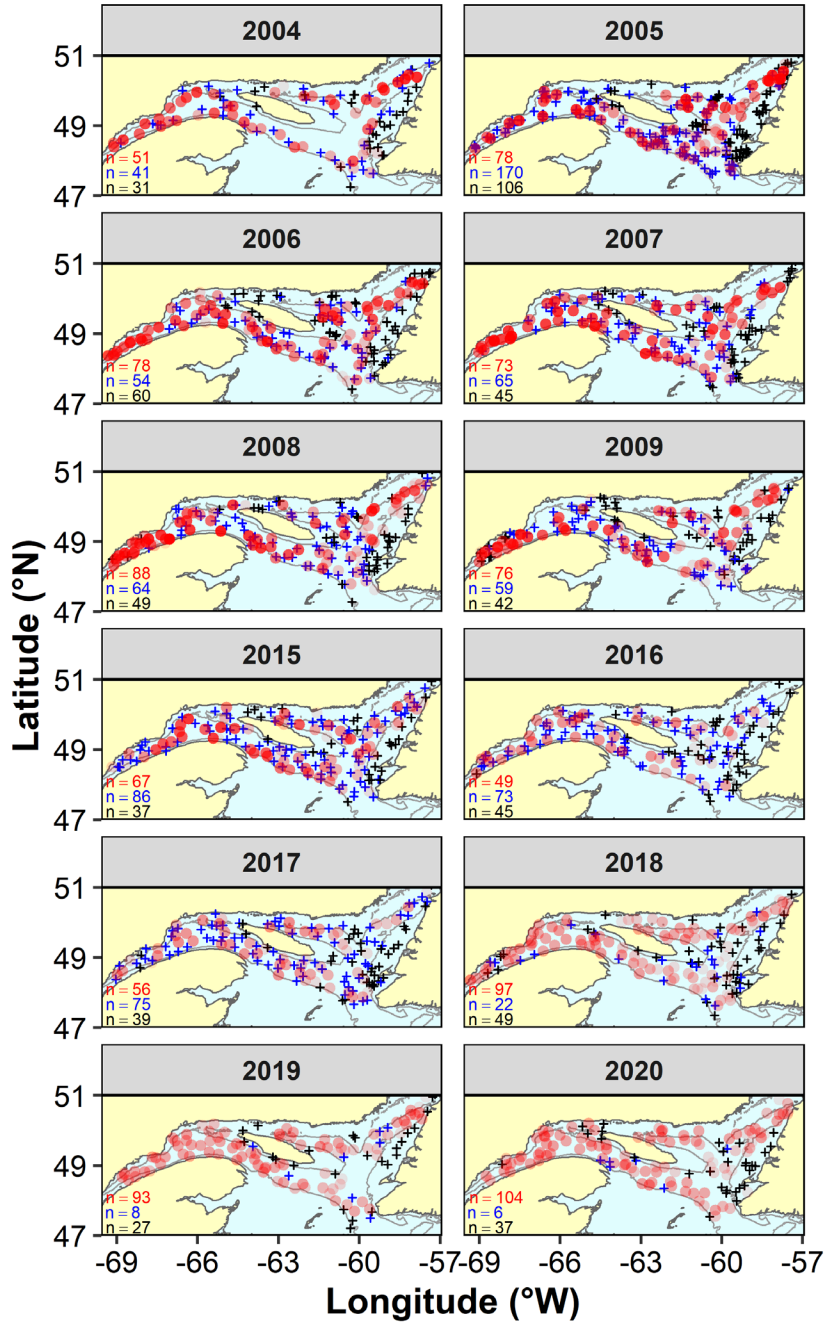 2004 2005
51
49
47
n = 51 n = 78
n = 41 n = 170
n = 31 n = 106
2006 2007
51
49
47
n = 78 n = 73
n = 54 n = 65
n = 60 n = 45
2008 2009
51
49
47
n = 88 n = 76
n = 64 n = 59
n = 49 n = 42
2015 2016
51
49
47
n = 67 n = 49
n = 86 n = 73
n = 37 n = 45
2017 2018
51
49
47
n = 56 n = 97
n = 75 n = 22
n = 39 n = 49
2019 2020
51
49
47
n = 93 n = 104
n = 8 n = 6
n = 27 n = 37
-69 -66 -63 -60 -57 -69 -66 -63 -60 -57
Longitude (°W)
Latitude (°N)